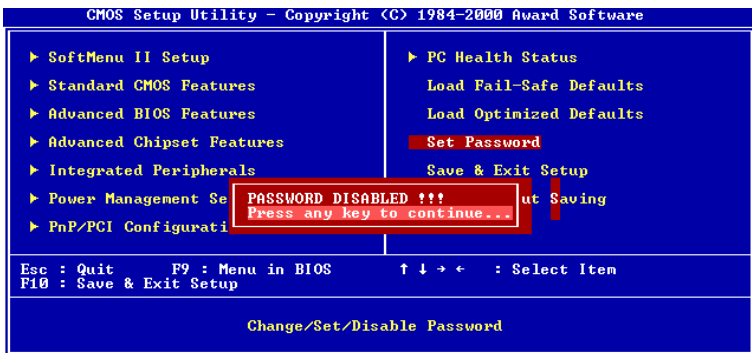 CMOS Setup Utility - Copyright (C) 1984-2000 Award Software
SoftMenu II Setup
Standard CMOS Features
Advanced BIOS Features
Advanced Chipset Features
Integrated Peripherals
Power Management Se
PnP/PCI Configurati
PC Health Status
Load Fail-Safe Defaults
Load Optimized Defaults
Set Password
Save & Exit Setup
ut Saving
PASSWORD DISABLED !!!
Press any key to continue...
Esc : Quit F9 : Menu in BIOS ↑ ↓ → ← : Select Item
F10 : Save & Exit Setup
Change/Set/Disable Password